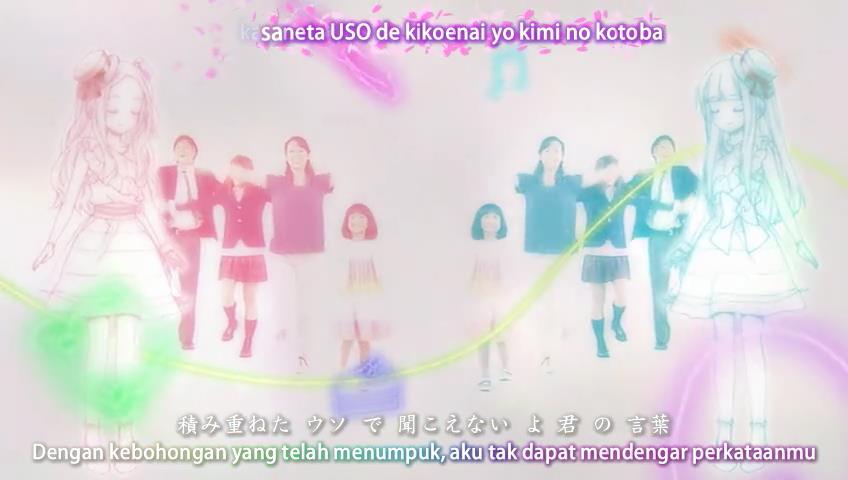 kasaneta USO de kikoenai yo kimi no kotoba
積み重ねた ウソ で 聞こえない よ 君 の 言葉
Dengan kebohongan yang telah menumpuk, aku tak dapat mendengar perkataanmu